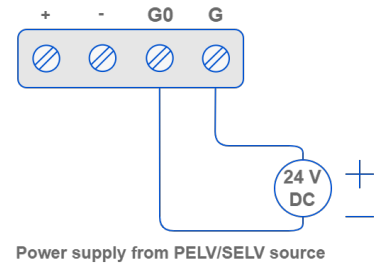 + - G0 G
24 V
DC
+
-
Power supply from PELV/SELV source